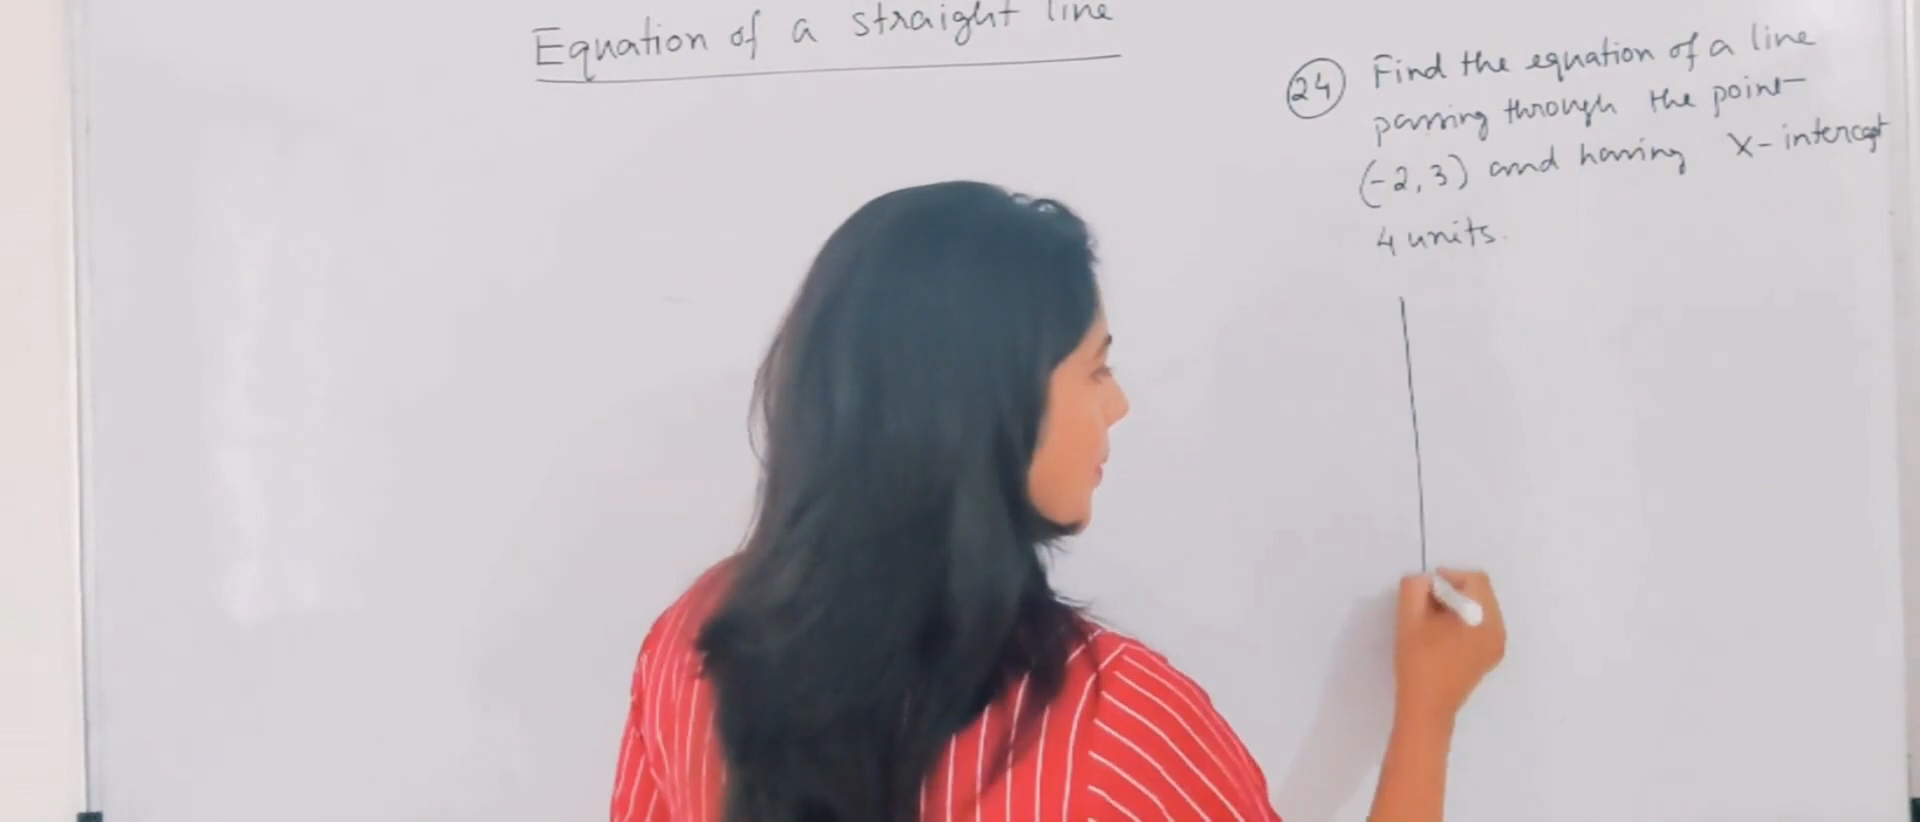 Equation of a straight line
24 Find the equation of a line
passing through the point
(-2, 3) and having X-intercept
4 units.